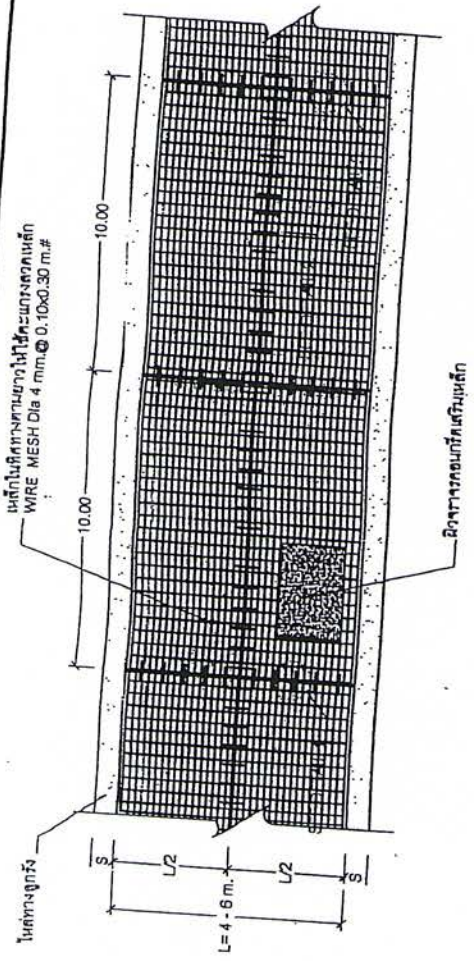 เหล็กในทิศทางตามยาวให้ใช้ตะแกรงลวดเหล็ก
WIRE MESH Dia 4 mm.@ 0.10x0.30 m.#
ไหล่ทางลูกรัง
10.00
10.00
S
L/2
L/2
S
L= 4 - 6 m.
ผิวจราจรคอนกรีตเสริมเหล็ก